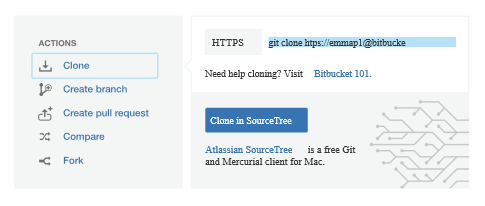 ACTIONS
Clone
Create branch
Create pull request
Compare
Fork
HTTPS
git clone htps://emmap1@bitbucke
Need help cloning? Visit Bitbucket 101.
Clone in SourceTree
Atlassian SourceTree is a free Git
and Mercurial client for Mac.